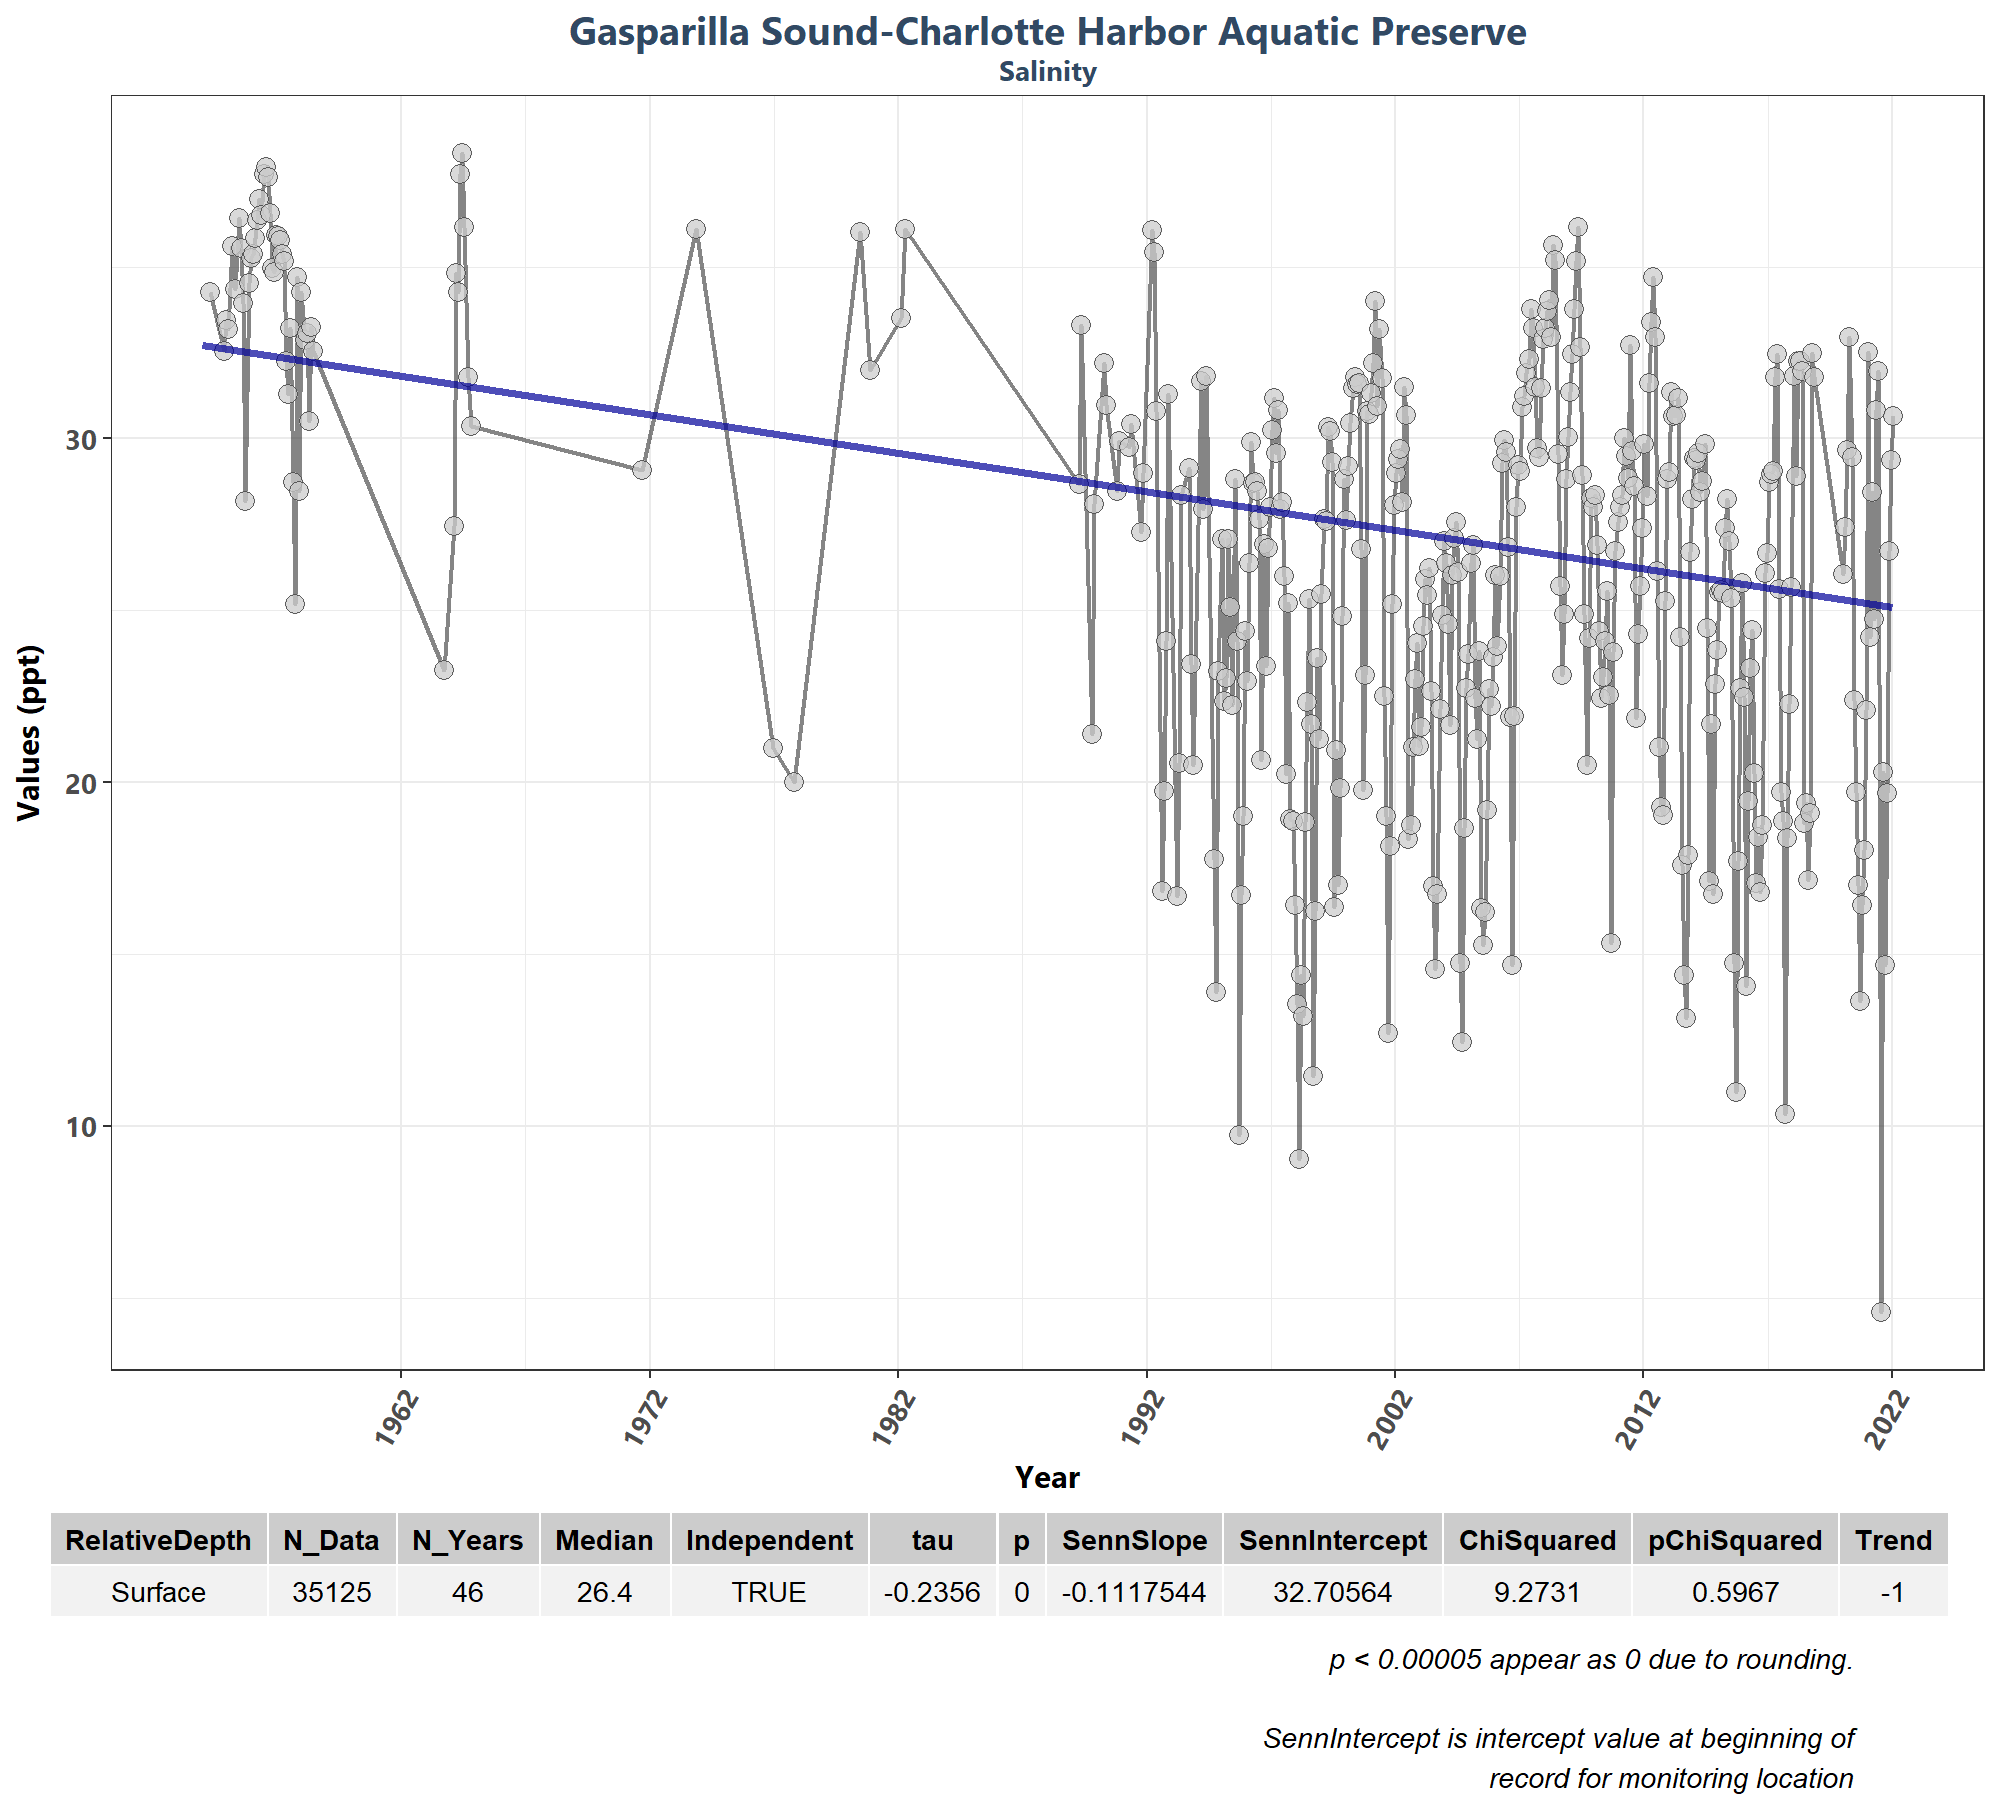 Gasparilla Sound-Charlotte Harbor Aquatic Preserve
Salinity
Values (ppt)
30
20
10
1962 1972 1982 1992 2002 2012 2022
Year
RelativeDepth N_Data N_Years Median Independent tau p SennSlope SennIntercept ChiSquared pChiSquared Trend
Surface 35125 46 26.4 TRUE -0.2356 0 -0.1117544 32.70564 9.2731 0.5967 -1
p < 0.00005 appear as 0 due to rounding.
SennIntercept is intercept value at beginning of
record for monitoring location